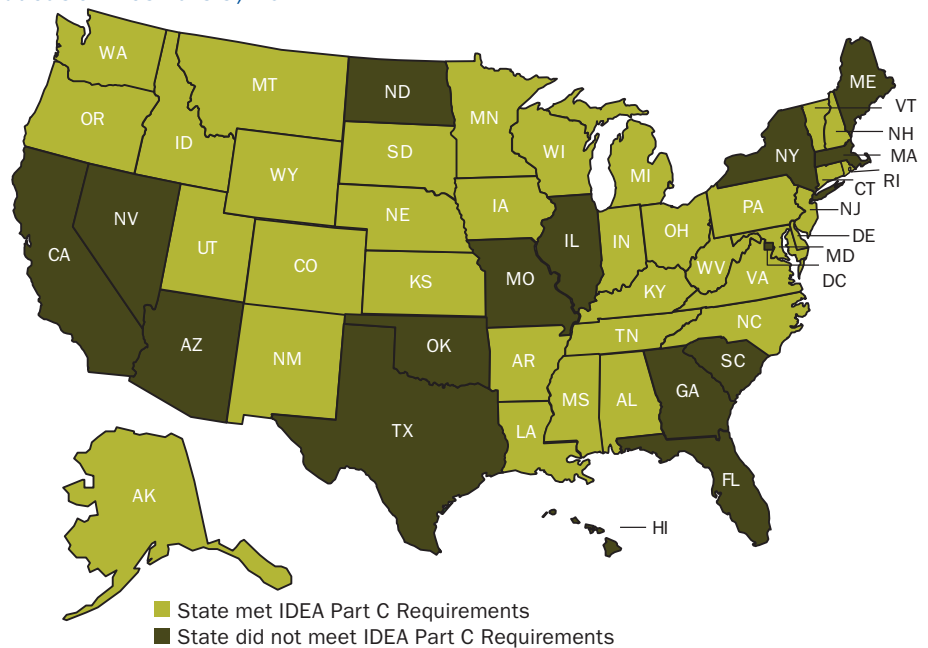 WA
MT
ND
ME
VT
OR
MN
NH
ID
SD
WI
NY
MA
WY
MI
RI
CT
NE
IA
PA
NJ
NV
IL
IN
OH
DE
UT
CA
CO
MO
WV
MD
KS
KY
VA
DC
AZ
OK
NM
AR
TN
NC
SC
MS
AL
GA
TX
LA
FL
AK
HI
State met IDEA Part C Requirements
State did not meet IDEA Part C Requirements